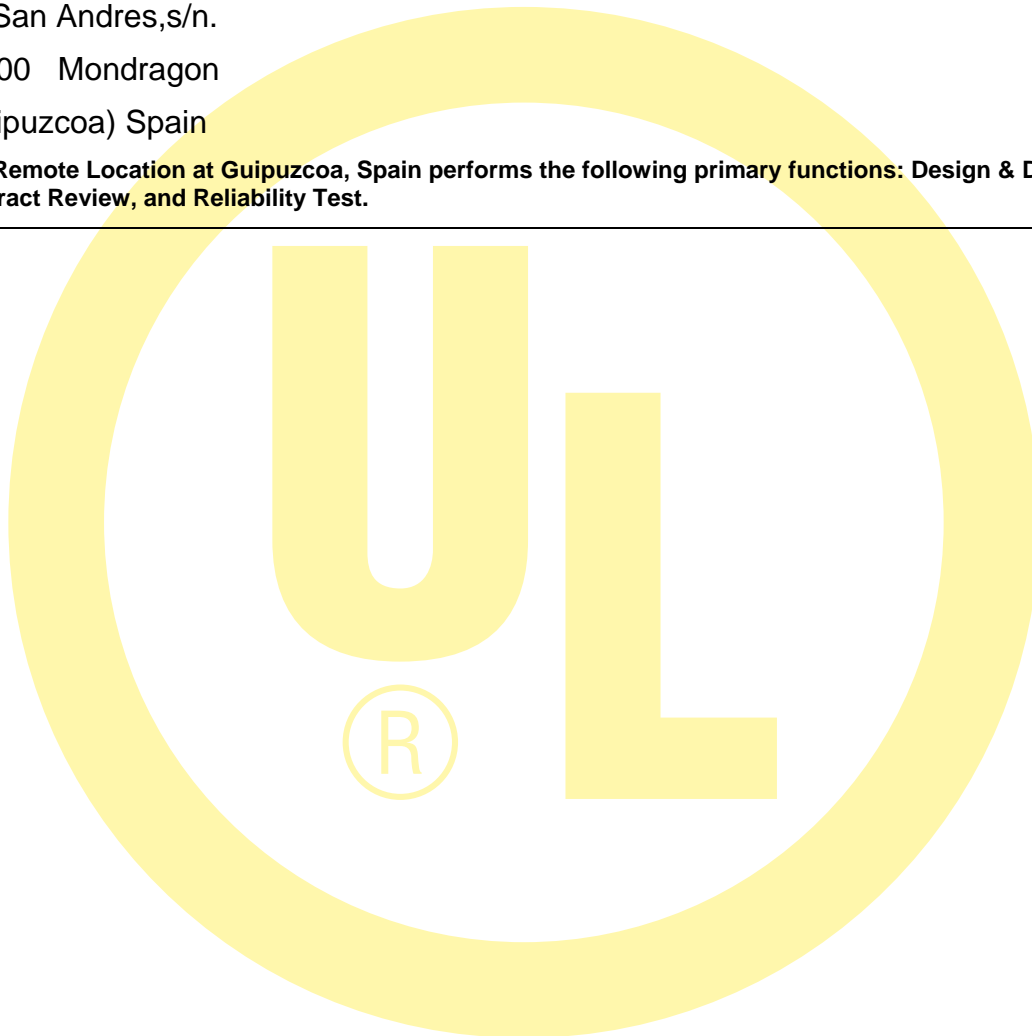 San Andres,s/n.
00 Mondragon
ipuzcoa) Spain
Remote Location at Guipuzcoa, Spain performs the following primary functions: Design & D
ract Review, and Reliability Test.
UL
®